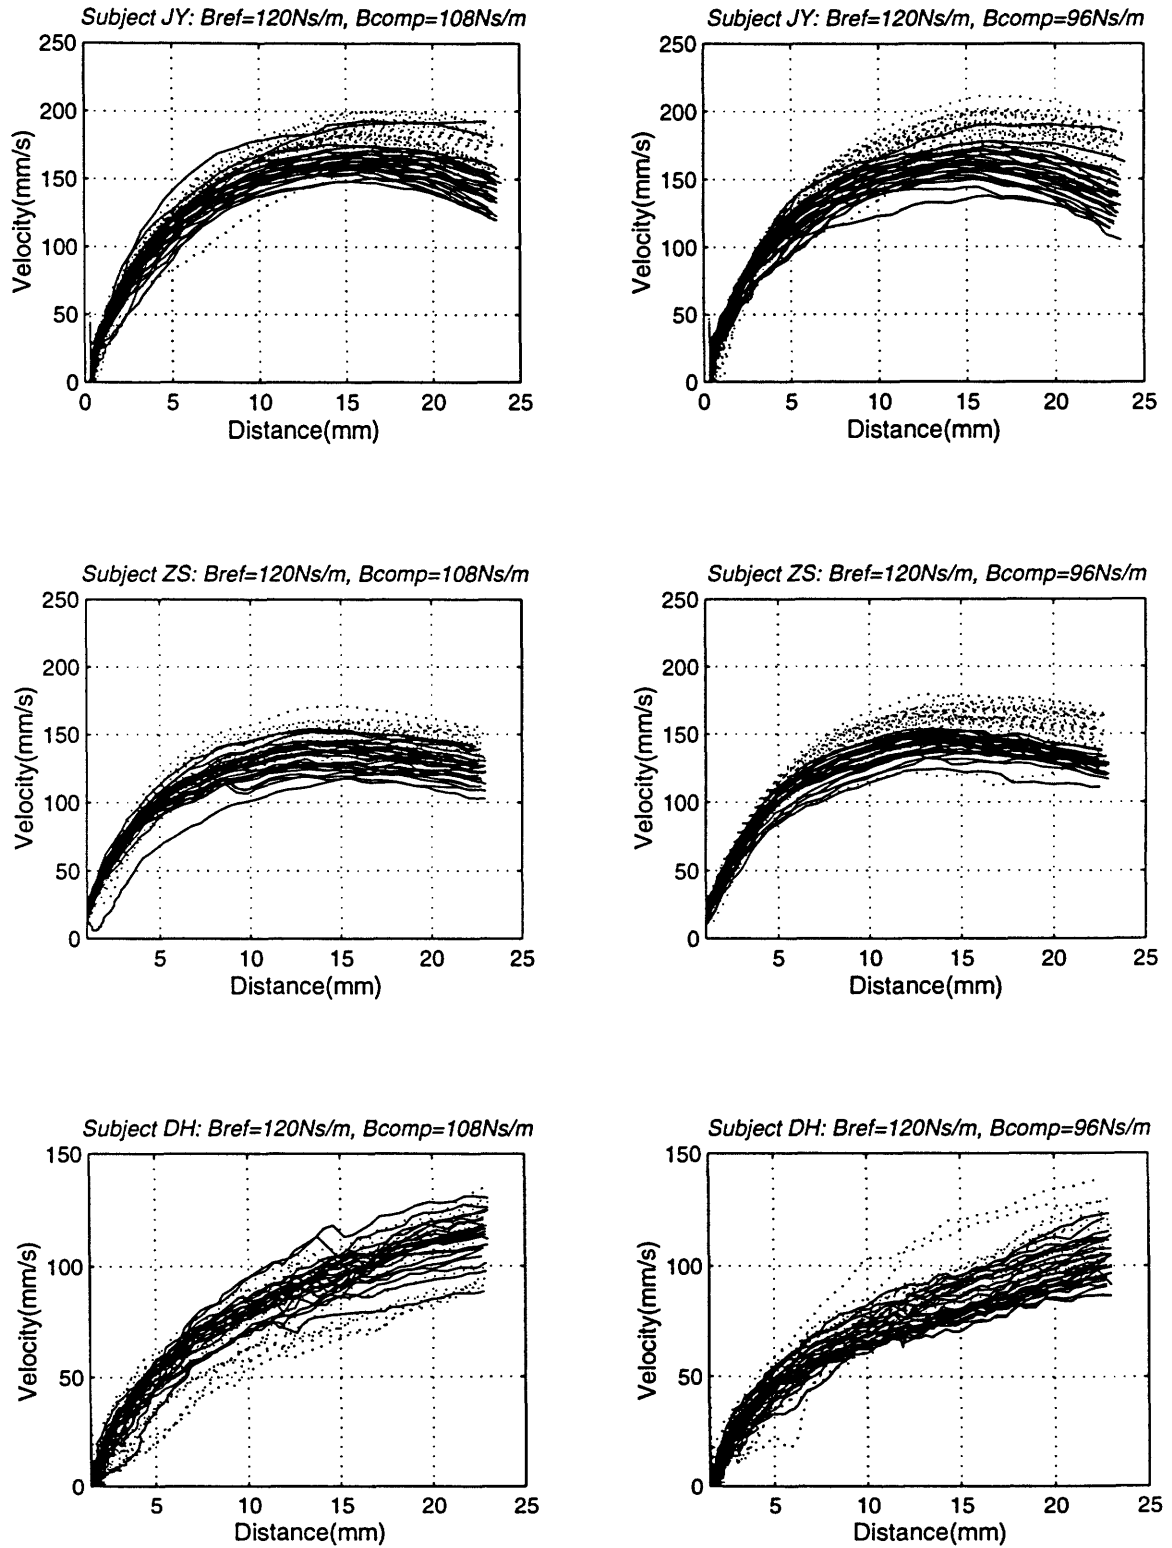 Subject JY: Bref=120Ns/m, Bcomp=108Ns/m
250
200
150
100
50
0
Velocity(mm/s)
0 5 10 15 20 25
Distance(mm)
Subject JY: Bref=120Ns/m, Bcomp=96Ns/m
250
200
150
100
50
0
Velocity(mm/s)
0 5 10 15 20 25
Distance(mm)
Subject ZS: Bref=120Ns/m, Bcomp=108Ns/m
250
200
150
100
50
0
Velocity(mm/s)
5 10 15 20 25
Distance(mm)
Subject ZS: Bref=120Ns/m, Bcomp=96Ns/m
250
200
150
100
50
0
Velocity(mm/s)
5 10 15 20 25
Distance(mm)
Subject DH: Bref=120Ns/m, Bcomp=108Ns/m
150
100
50
0
Velocity(mm/s)
5 10 15 20 25
Distance(mm)
Subject DH: Bref=120Ns/m, Bcomp=96Ns/m
150
100
50
0
Velocity(mm/s)
5 10 15 20 25
Distance(mm)